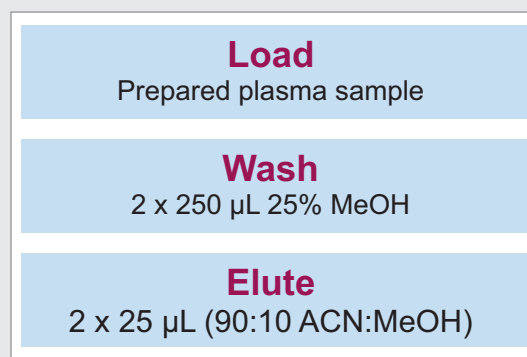 Load
Prepared plasma sample
Wash
2 x 250 µL 25% MeOH
Elute
2 x 25 µL (90:10 ACN:MeOH)